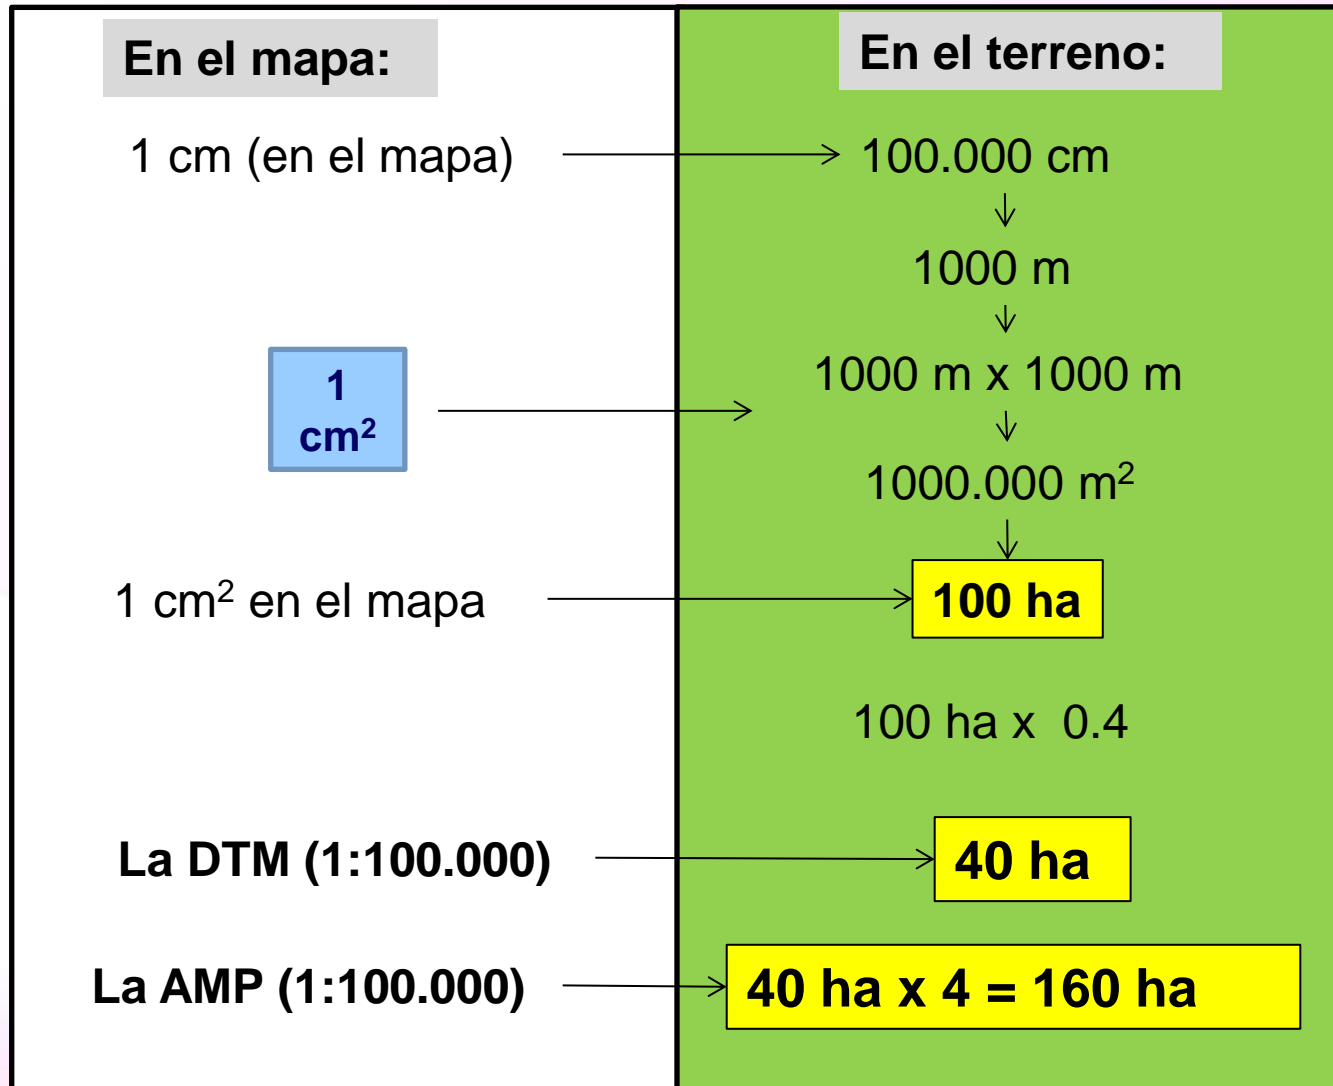 En el mapa:
En el terreno:
1 cm (en el mapa)
100.000 cm
1000 m
1000 m x 1000 m
1
cm²
1000.000 m²
1 cm² en el mapa
100 ha
100 ha x 0.4
La DTM (1:100.000)
40 ha
La AMP (1:100.000)
40 ha x 4 = 160 ha